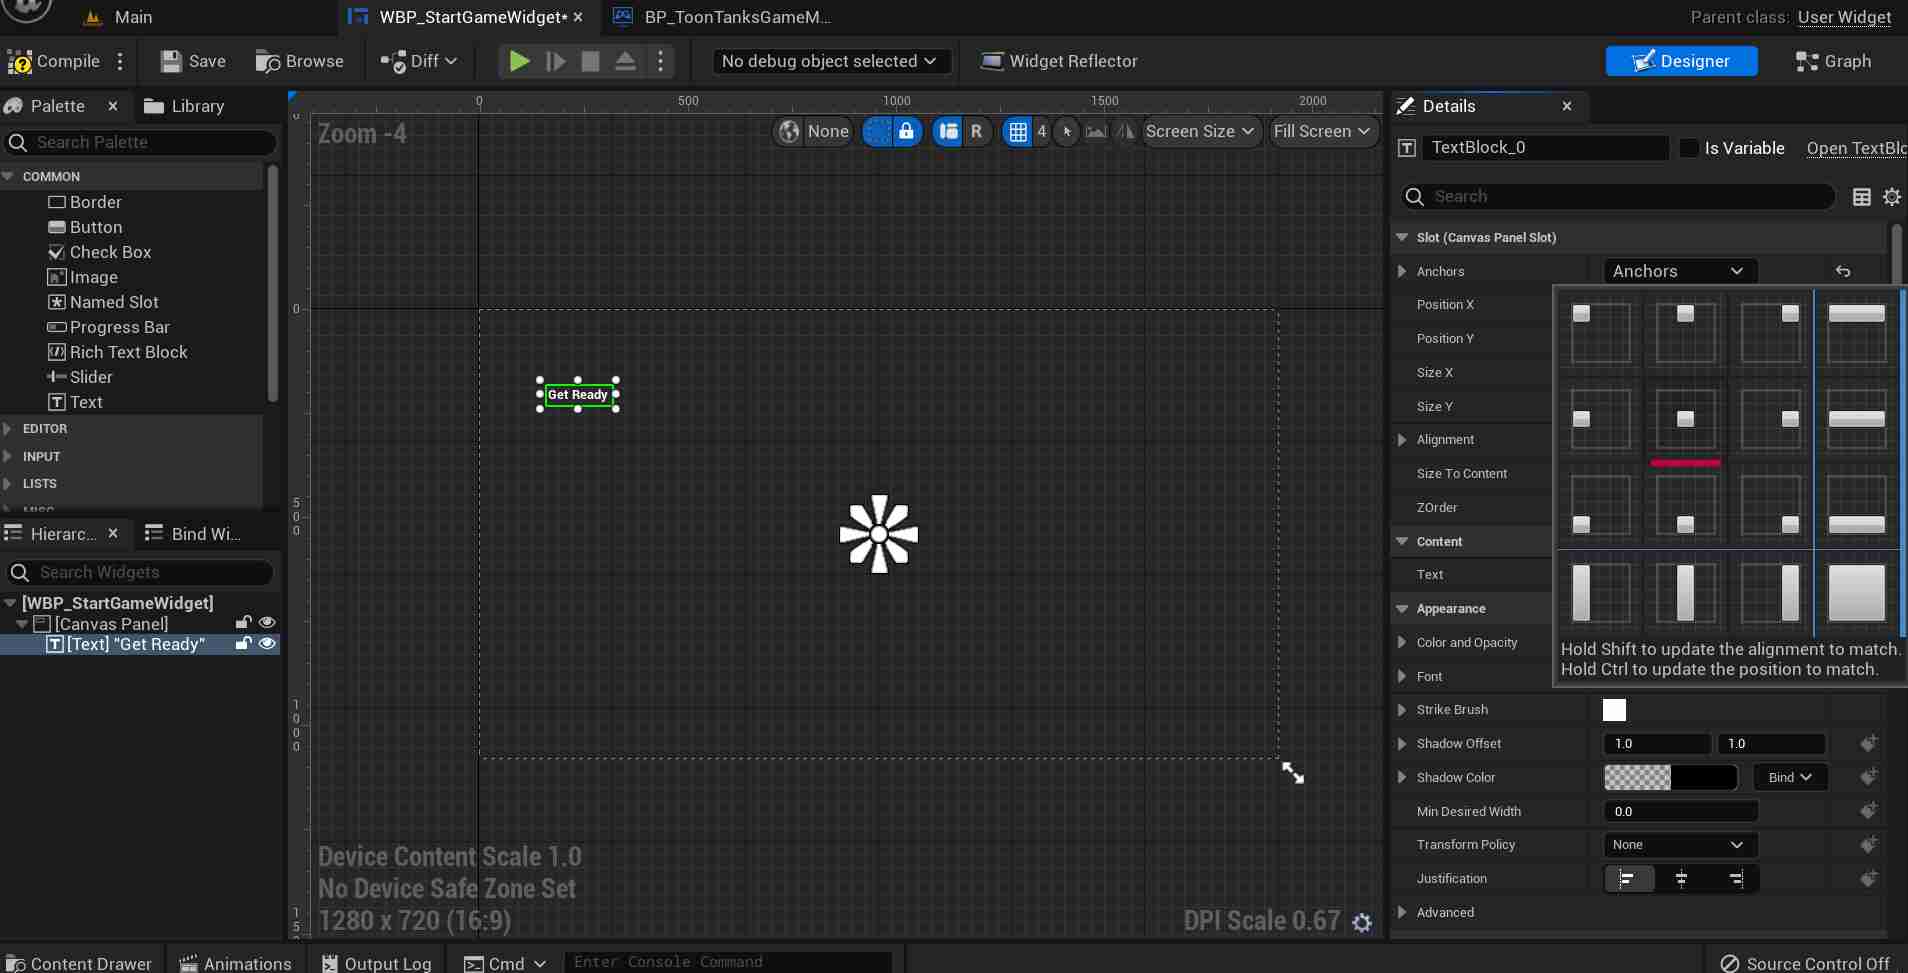 Main
WBP_StartGameWidget*
BP_ToonTanksGameM...
Parent class: User Widget
Compile
Save
Browse
Diff
No debug object selected
Widget Reflector
Designer
Graph
Palette
Library
Search Palette
COMMON
Border
Button
Check Box
Image
Named Slot
Progress Bar
Rich Text Block
Slider
Text
EDITOR
INPUT
LISTS
MISC
Hierarc...
Bind Wi...
Search Widgets
[WBP_StartGameWidget]
[Canvas Panel]
[Text] "Get Ready"
0 500 1000 1500 2000
0
0
500
1000
15
Zoom -4
None
R
4
Screen Size
Fill Screen
Get Ready
Device Content Scale 1.0
No Device Safe Zone Set
1280 x 720 (16:9)
DPI Scale 0.67
Details
TextBlock_0
Is Variable
Open TextBlo
Search
Slot (Canvas Panel Slot)
Anchors Anchors
Position X
Position Y
Size X
Size Y
Alignment
Size To Content
ZOrder
Content
Text
Appearance
Color and Opacity
Font
Hold Shift to update the alignment to match.
Hold Ctrl to update the position to match.
Strike Brush
Shadow Offset 1.0 1.0
Shadow Color Bind
Min Desired Width 0.0
Transform Policy None
Justification
Advanced
Content Drawer
Animations
Output Log
Cmd
Enter Console Command
Source Control Off